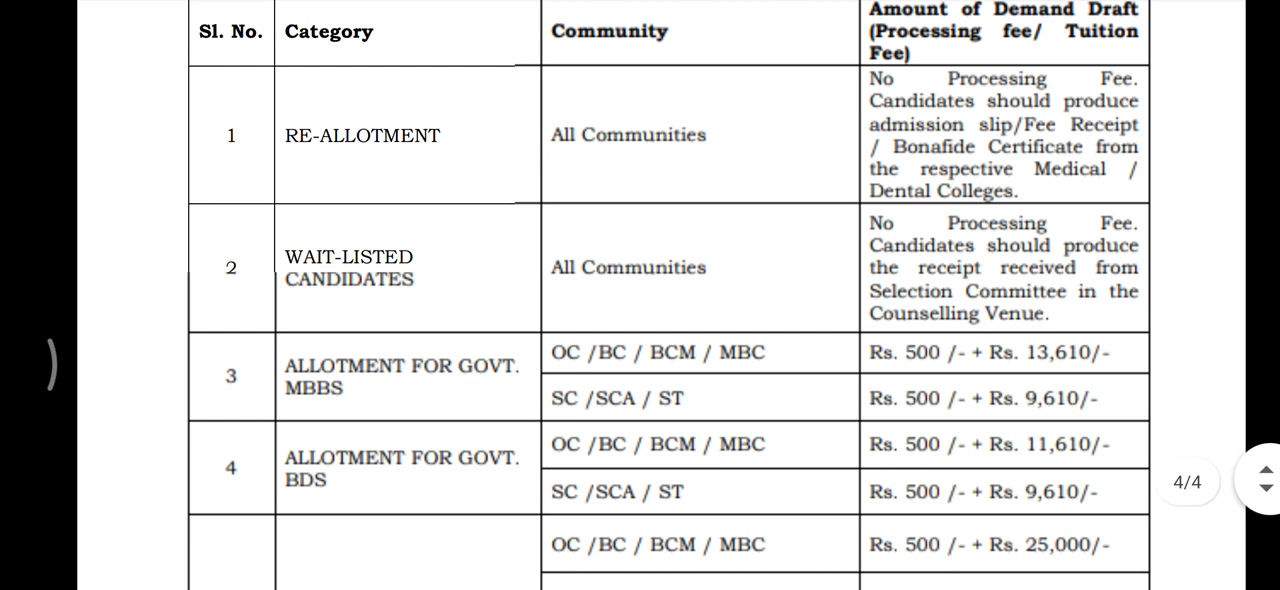 Sl. No. Category Community Amount of Demand Draft
(Processing fee/ Tuition
Fee)
1 RE-ALLOTMENT All Communities No Processing Fee.
Candidates should produce
admission slip/Fee Receipt
/ Bonafide Certificate from
the respective Medical /
Dental Colleges.
2 WAIT-LISTED
CANDIDATES All Communities No Processing Fee.
Candidates should produce
the receipt received from
Selection Committee in the
Counselling Venue.
3 ALLOTMENT FOR GOVT.
MBBS
OC /BC / BCM / MBC Rs. 500 /- + Rs. 13,610/-
SC /SCA / ST Rs. 500 /- + Rs. 9,610/-
4 ALLOTMENT FOR GOVT.
BDS
OC /BC / BCM / MBC Rs. 500 /- + Rs. 11,610/-
SC /SCA / ST Rs. 500 /- + Rs. 9,610/-
OC /BC / BCM / MBC Rs. 500 /- + Rs. 25,000/-
4/4